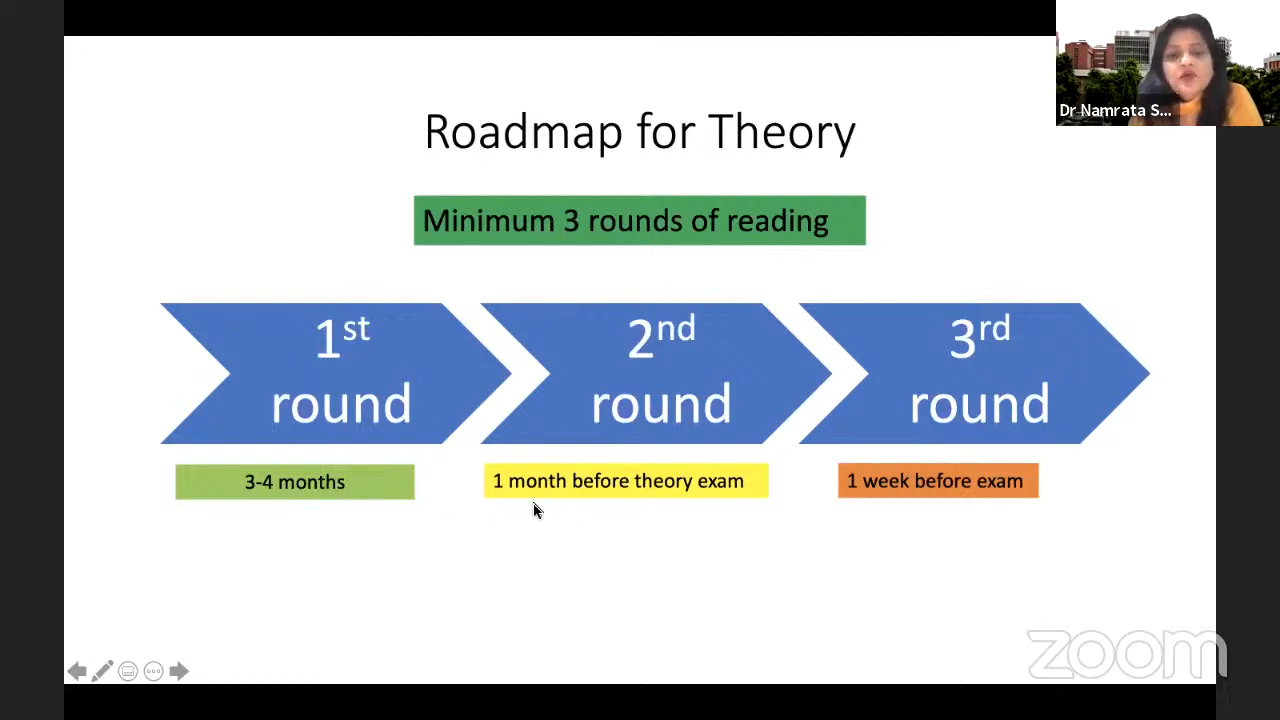 Dr Namrata S...
Roadmap for Theory
Minimum 3 rounds of reading
1st
round
2nd
round
3rd
round
3-4 months
1 month before theory exam
1 week before exam
zoom